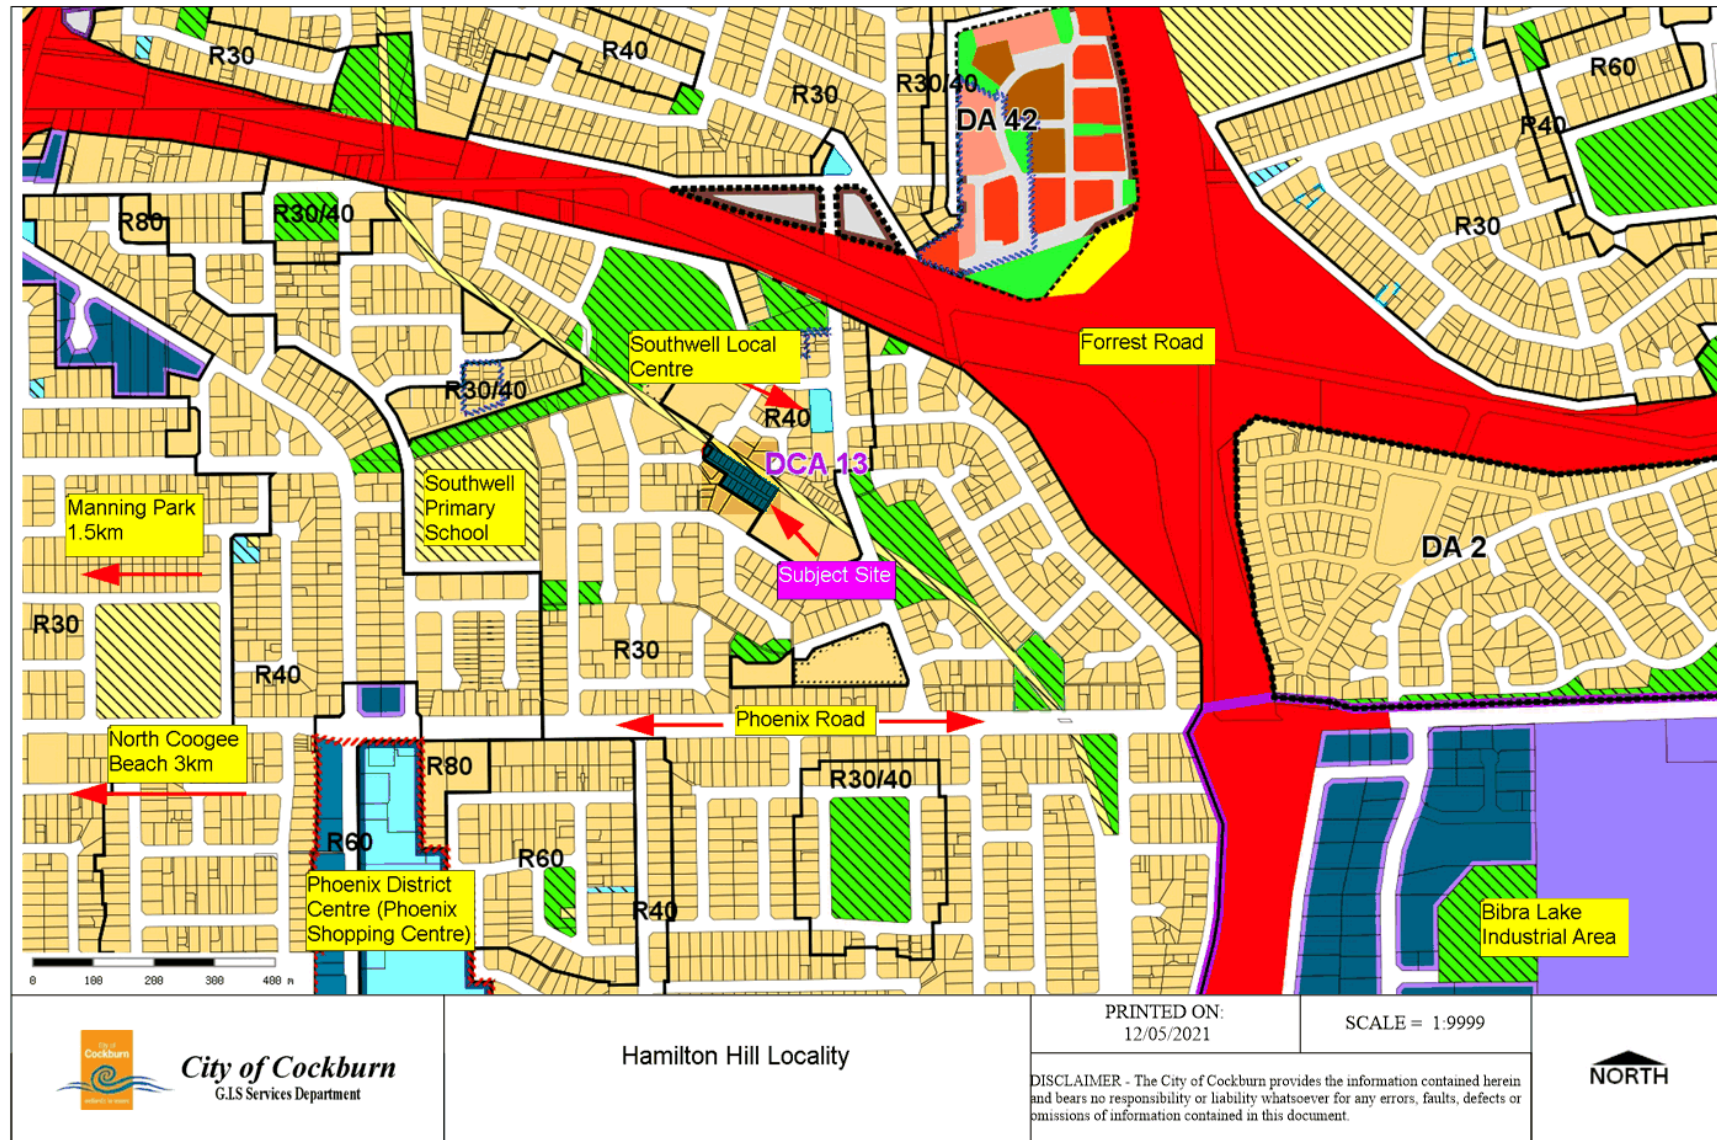 R30
R40
R30
R30/40
DA 42
R60
R40
R80
R30/40
R30
Southwell Local
Centre
Forrest Road
R30/40
R40
DCA 13
Manning Park
1.5km
Southwell
Primary
School
DA 2
Subject Site
R30
R30
R40
Phoenix Road
North Coogee
Beach 3km
R80
R30/40
R60
R60
Phoenix District
Centre (Phoenix
Shopping Centre)
R40
Bibra Lake
Industrial Area
0 100 200 300 400 m
City of
Cockburn
City of Cockburn
G.I.S Services Department
Hamilton Hill Locality
PRINTED ON:
12/05/2021
SCALE = 1:9999
DISCLAIMER - The City of Cockburn provides the information contained herein
and bears no responsibility or liability whatsoever for any errors, faults, defects or
omissions of information contained in this document.
NORTH